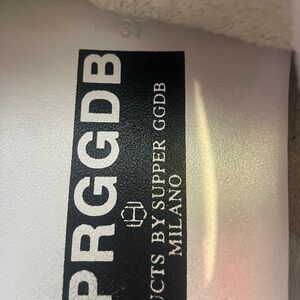 37
PRGGDB
UCTS BY SUPPER GGDB
MILANO